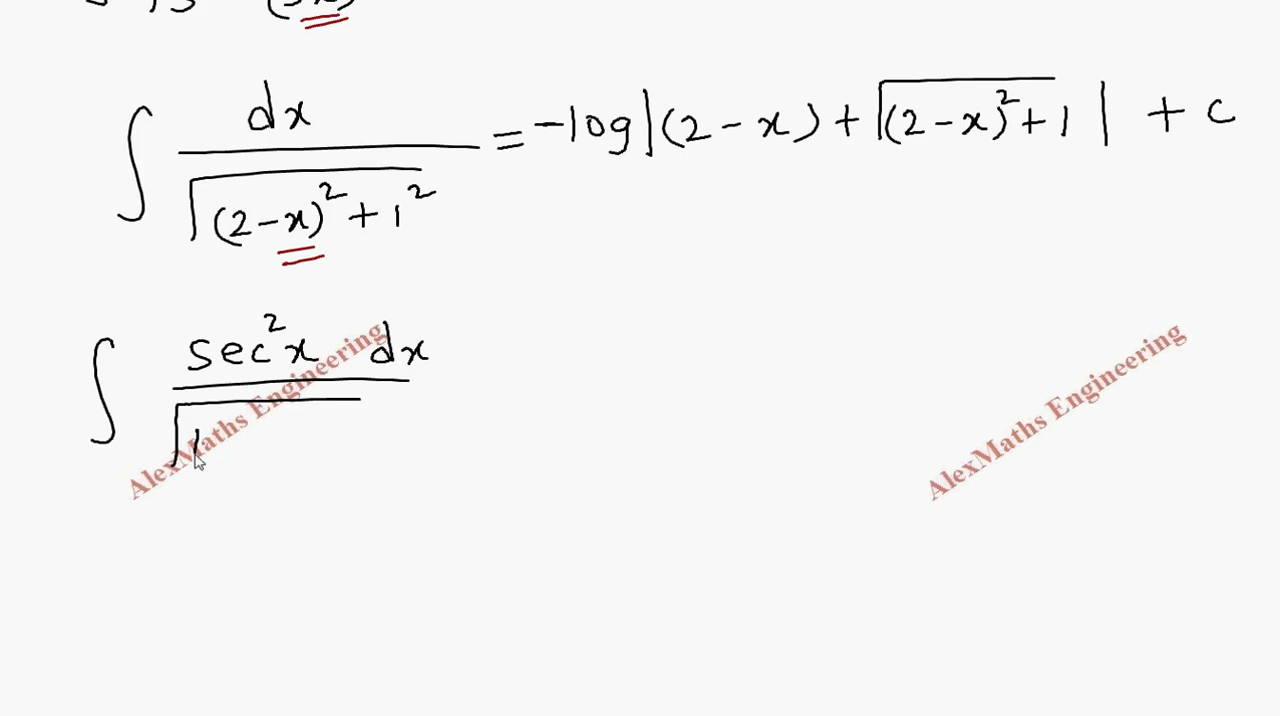 ∫ dx / √((2-x)² + 1²) = -log|(2-x) + √((2-x)² + 1)| + c
∫ sec²x dx / √1
AlexMaths Engineering
AlexMaths Engineering